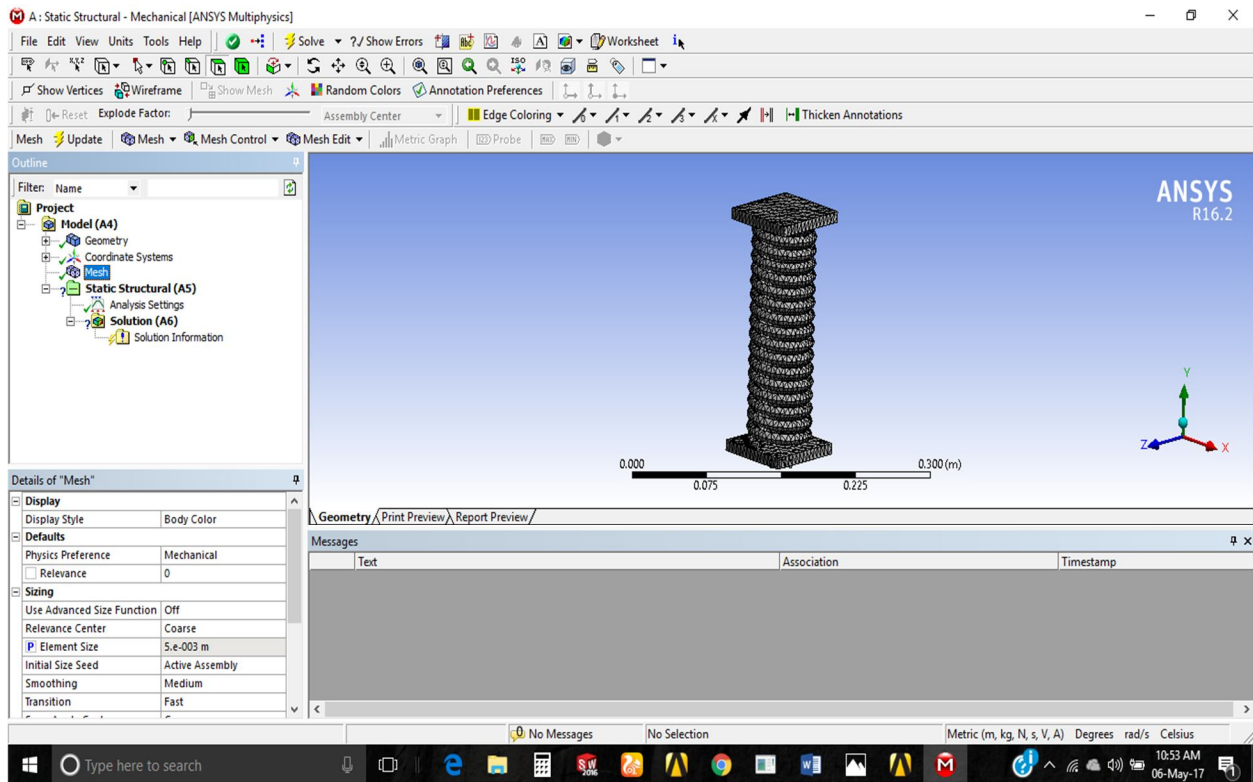 A : Static Structural - Mechanical [ANSYS Multiphysics]
File Edit View Units Tools Help Solve ?/ Show Errors Worksheet
Show Vertices Wireframe Show Mesh Random Colors Annotation Preferences
Reset Explode Factor: Assembly Center Edge Coloring Thicken Annotations
Mesh Update Mesh Mesh Control Mesh Edit Metric Graph Probe MAX MIN
Outline
Filter: Name
Project
Model (A4)
Geometry
Coordinate Systems
Mesh
Static Structural (A5)
Analysis Settings
Solution (A6)
Solution Information
ANSYS
R16.2
Y
Z X
0.000 0.300 (m)
0.075 0.225
Geometry Print Preview Report Preview
Details of "Mesh"
Display
Display Style Body Color
Defaults
Physics Preference Mechanical
Relevance 0
Sizing
Use Advanced Size Function Off
Relevance Center Coarse
P Element Size 5.e-003 m
Initial Size Seed Active Assembly
Smoothing Medium
Transition Fast
Messages
Text Association Timestamp
0 No Messages No Selection Metric (m, kg, N, s, V, A) Degrees rad/s Celsius
Type here to search
10:53 AM
06-May-17